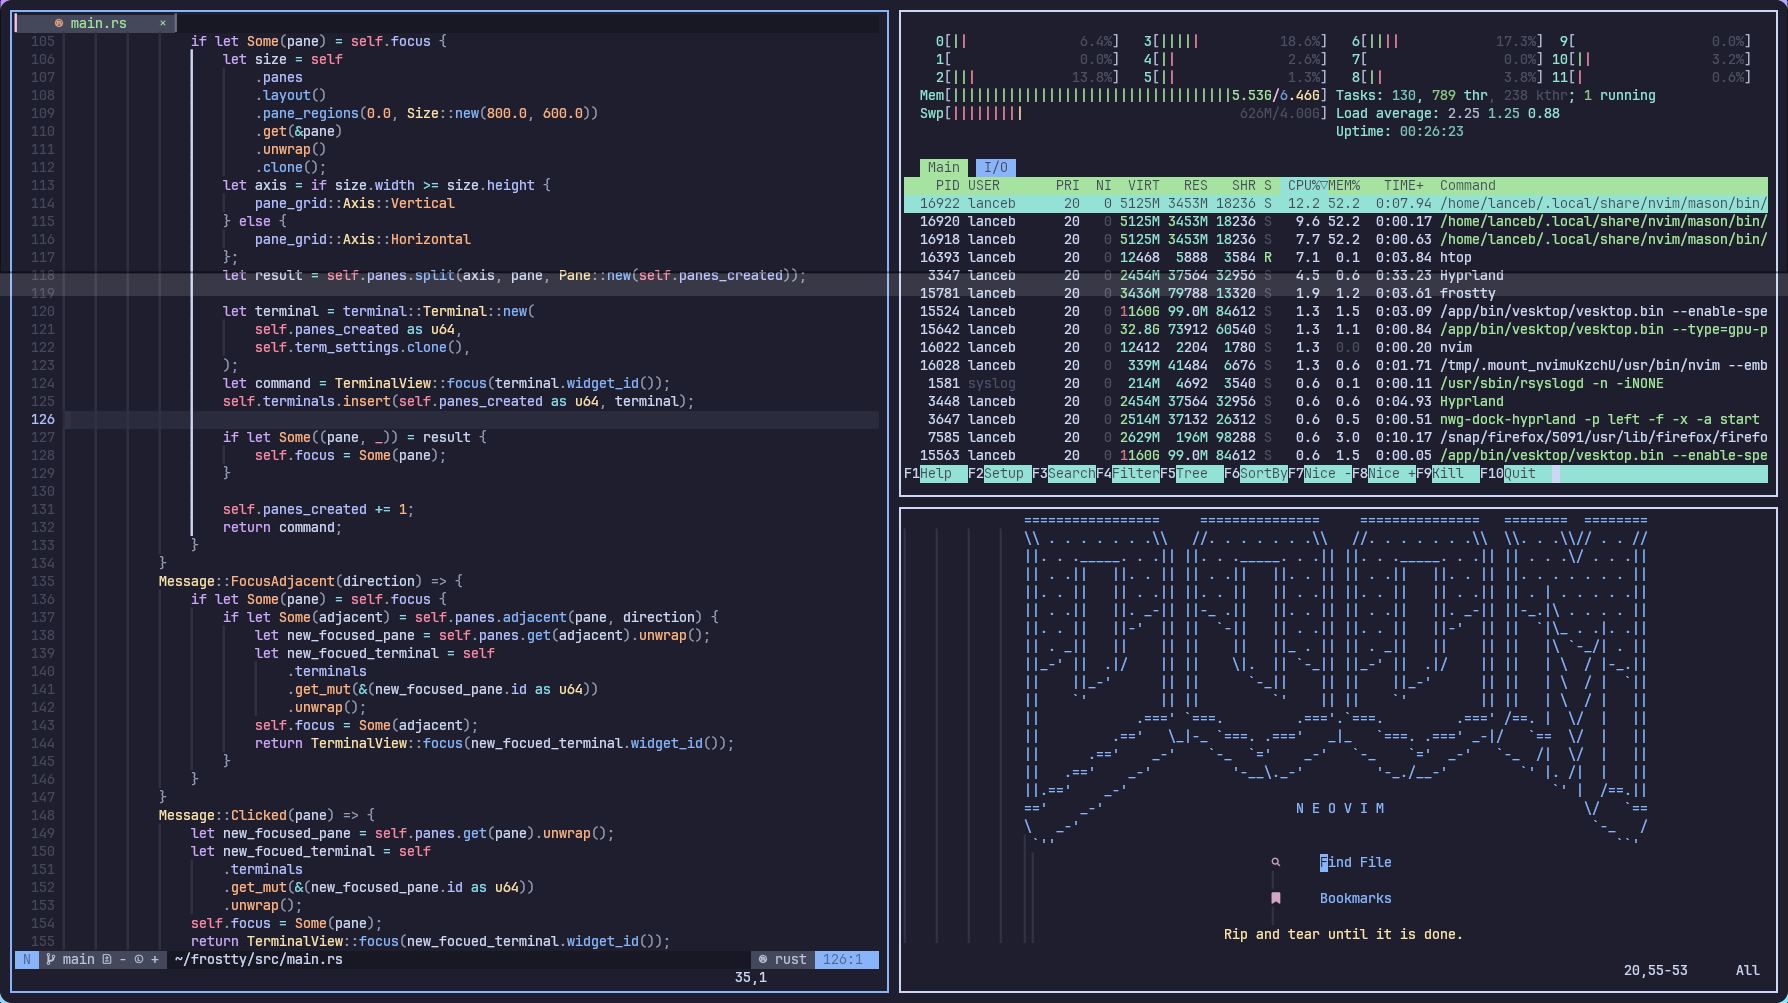 main.rs ×
105 if let Some(pane) = self.focus {
106 let size = self
107 .panes
108 .layout()
109 .pane_regions(0.0, Size::new(800.0, 600.0))
110 .get(&pane)
111 .unwrap()
112 .clone();
113 let axis = if size.width >= size.height {
114 pane_grid::Axis::Vertical
115 } else {
116 pane_grid::Axis::Horizontal
117 };
118 let result = self.panes.split(axis, pane, Pane::new(self.panes_created));
119
120 let terminal = terminal::Terminal::new(
121 self.panes_created as u64,
122 self.term_settings.clone(),
123 );
124 let command = TerminalView::focus(terminal.widget_id());
125 self.terminals.insert(self.panes_created as u64, terminal);
126
127 if let Some((pane, _)) = result {
128 self.focus = Some(pane);
129 }
130
131 self.panes_created += 1;
132 return command;
133 }
134 }
135 Message::FocusAdjacent(direction) => {
136 if let Some(pane) = self.focus {
137 if let Some(adjacent) = self.panes.adjacent(pane, direction) {
138 let new_focused_pane = self.panes.get(adjacent).unwrap();
139 let new_focued_terminal = self
140 .terminals
141 .get_mut(&(new_focused_pane.id as u64))
142 .unwrap();
143 self.focus = Some(adjacent);
144 return TerminalView::focus(new_focued_terminal.widget_id());
145 }
146 }
147 }
148 Message::Clicked(pane) => {
149 let new_focused_pane = self.panes.get(pane).unwrap();
150 let new_focued_terminal = self
151 .terminals
152 .get_mut(&(new_focused_pane.id as u64))
153 .unwrap();
154 self.focus = Some(pane);
155 return TerminalView::focus(new_focued_terminal.widget_id());
N main - + ~/frostty/src/main.rs rust 126:1
35,1
0[|| 6.4%] 3[||||| 18.6%] 6[|||| 17.3%] 9[ 0.0%]
1[ 0.0%] 4[|| 2.6%] 7[ 0.0%] 10[|| 3.2%]
2[||| 13.8%] 5[|| 1.3%] 8[|| 3.8%] 11[| 0.6%]
Mem[|||||||||||||||||||||||||||||||||||5.53G/6.46G] Tasks: 130, 789 thr, 238 kthr; 1 running
Swp[||||||||| 626M/4.00G] Load average: 2.25 1.25 0.88
Uptime: 00:26:23
Main I/O
PID USER PRI NI VIRT RES SHR S CPU%▽MEM% TIME+ Command
16922 lanceb 20 0 5125M 3453M 18236 S 12.2 52.2 0:07.94 /home/lanceb/.local/share/nvim/mason/bin/
16920 lanceb 20 0 5125M 3453M 18236 S 9.6 52.2 0:00.17 /home/lanceb/.local/share/nvim/mason/bin/
16918 lanceb 20 0 5125M 3453M 18236 S 7.7 52.2 0:00.63 /home/lanceb/.local/share/nvim/mason/bin/
16393 lanceb 20 0 12468 5888 3584 R 7.1 0.1 0:03.84 htop
3347 lanceb 20 0 2454M 37564 32956 S 4.5 0.6 0:33.23 Hyprland
15781 lanceb 20 0 3436M 79788 13320 S 1.9 1.2 0:03.61 frostty
15524 lanceb 20 0 1160G 99.0M 84612 S 1.3 1.5 0:03.09 /app/bin/vesktop/vesktop.bin --enable-spe
15642 lanceb 20 0 32.8G 73912 60540 S 1.3 1.1 0:00.84 /app/bin/vesktop/vesktop.bin --type=gpu-p
16022 lanceb 20 0 12412 2204 1780 S 1.3 0.0 0:00.20 nvim
16028 lanceb 20 0 339M 41484 6676 S 1.3 0.6 0:01.71 /tmp/.mount_nvimuKzchU/usr/bin/nvim --emb
1581 syslog 20 0 214M 4692 3540 S 0.6 0.1 0:00.11 /usr/sbin/rsyslogd -n -iNONE
3448 lanceb 20 0 2454M 37564 32956 S 0.6 0.6 0:04.93 Hyprland
3647 lanceb 20 0 2514M 37132 26312 S 0.6 0.5 0:00.51 nwg-dock-hyprland -p left -f -x -a start
7585 lanceb 20 0 2629M 196M 98288 S 0.6 3.0 0:10.17 /snap/firefox/5091/usr/lib/firefox/firefo
15563 lanceb 20 0 1160G 99.0M 84612 S 0.6 1.5 0:00.05 /app/bin/vesktop/vesktop.bin --enable-spe
F1Help F2Setup F3SearchF4FilterF5Tree F6SortByF7Nice -F8Nice +F9Kill F10Quit
N E O V I M
Find File
Bookmarks
Rip and tear until it is done.
20,55-53 All